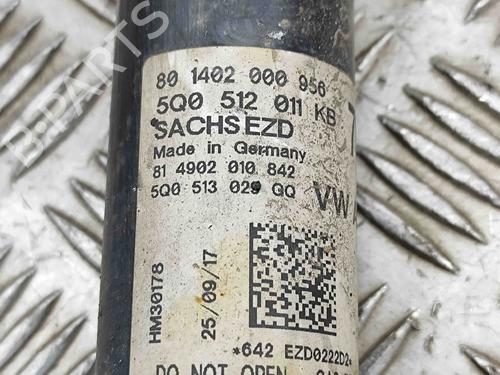 B-Parts
80 1402 000 956
5Q0 512 011 KB
SACHS EZD
Made in Germany
81 4902 010 842
5Q0 513 029 QQ
VW
HM30178
25/09/17
*642 EZD0222D2*
DO NOT OPEN